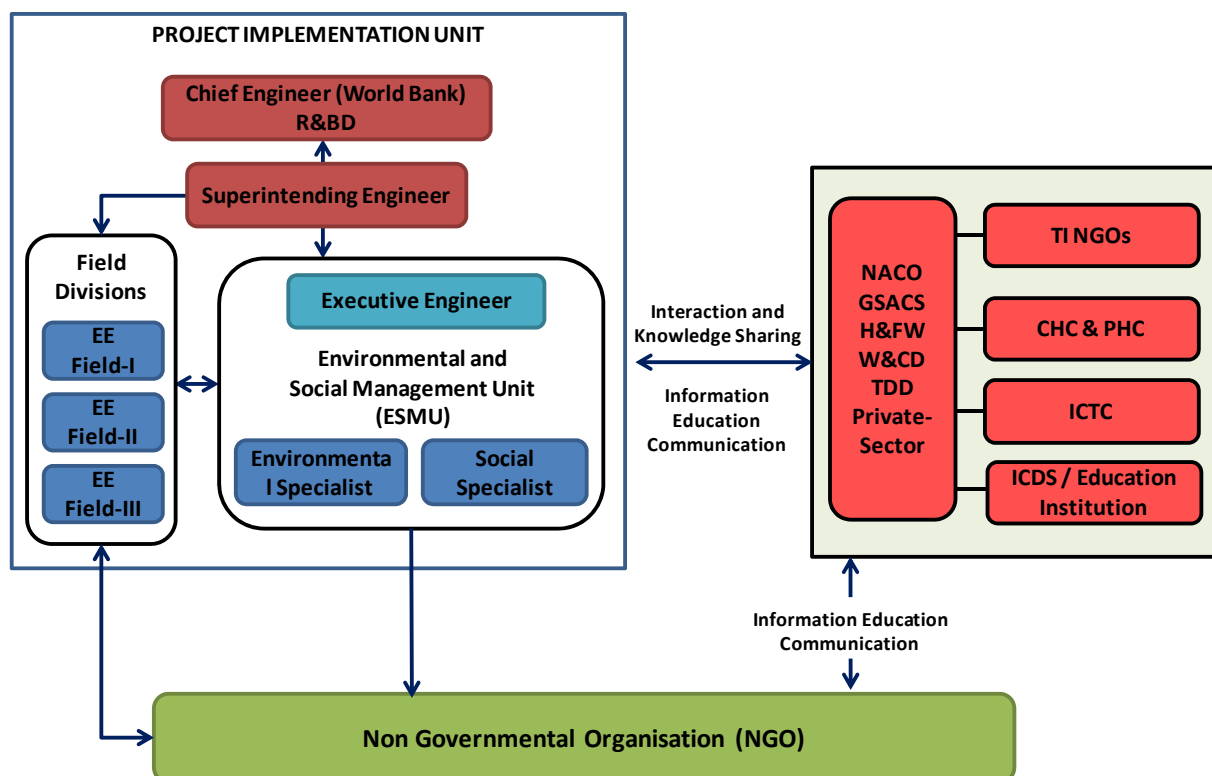 PROJECT IMPLEMENTATION UNIT
Chief Engineer (World Bank)
R&BD
Superintending Engineer
Field
Divisions
EE
Field-I
EE
Field-II
EE
Field-III
Executive Engineer
Environmental and
Social Management Unit
(ESMU)
Environmenta
l Specialist
Social
Specialist
Interaction and
Knowledge Sharing
Information
Education
Communication
NACO
GSACS
H&FW
W&CD
TDD
Private-
Sector
TI NGOs
CHC & PHC
ICTC
ICDS / Education
Institution
Information Education
Communication
Non Governmental Organisation (NGO)